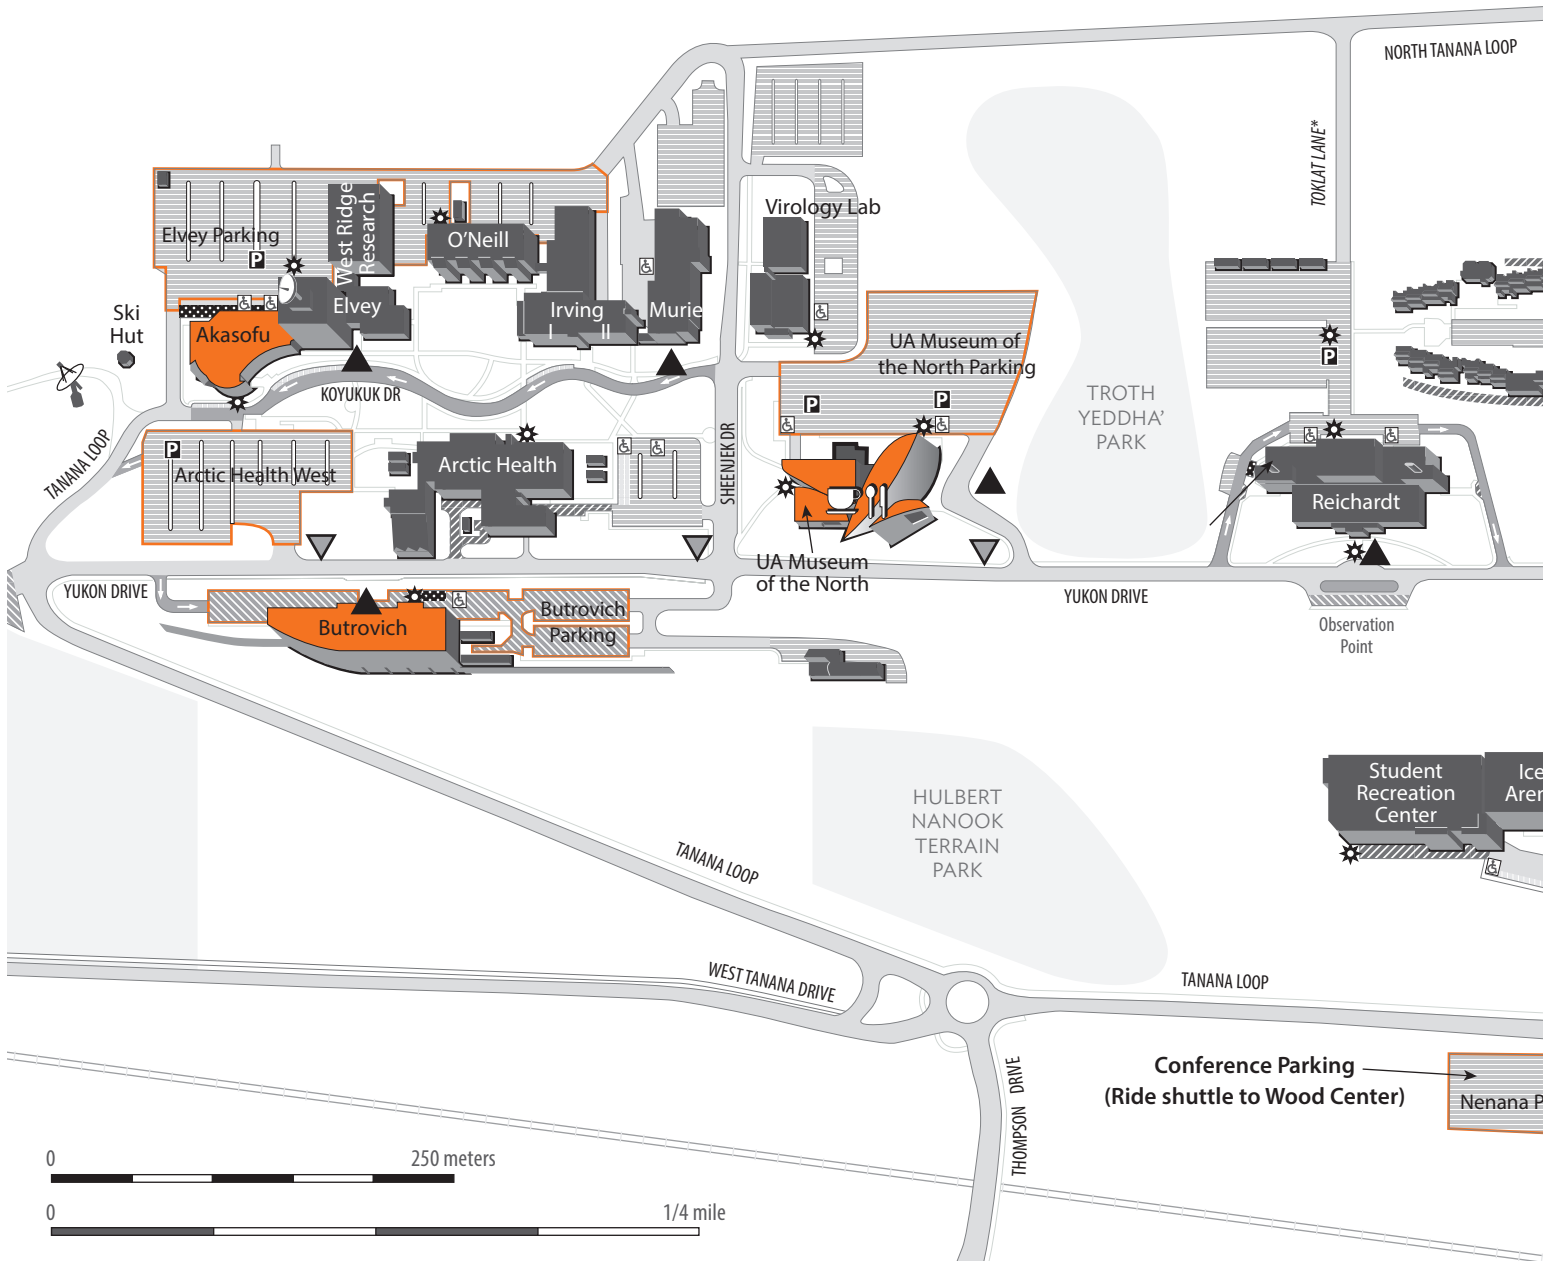 NORTH TANANA LOOP
TOKLAT LANE*
Virology Lab
West Ridge
Research
Elvey Parking
P
O'Neill
Ski
Hut
Akasofu
Elvey
Irving
I II
Murie
UA Museum of
the North Parking
P
P
P
KOYUKUK DR
TROTH
YEDDHA'
PARK
TANANA LOOP
P
Arctic Health West
Arctic Health
SHEENJEK DR
Reichardt
UA Museum
of the North
YUKON DRIVE
YUKON DRIVE
Butrovich
Butrovich
Parking
Observation
Point
HULBERT
NANOOK
TERRAIN
PARK
Student
Recreation
Center
Ice
Aren
TANANA LOOP
WEST TANANA DRIVE
TANANA LOOP
THOMPSON DRIVE
Conference Parking
(Ride shuttle to Wood Center)
Nenana P
0 250 meters
0 1/4 mile